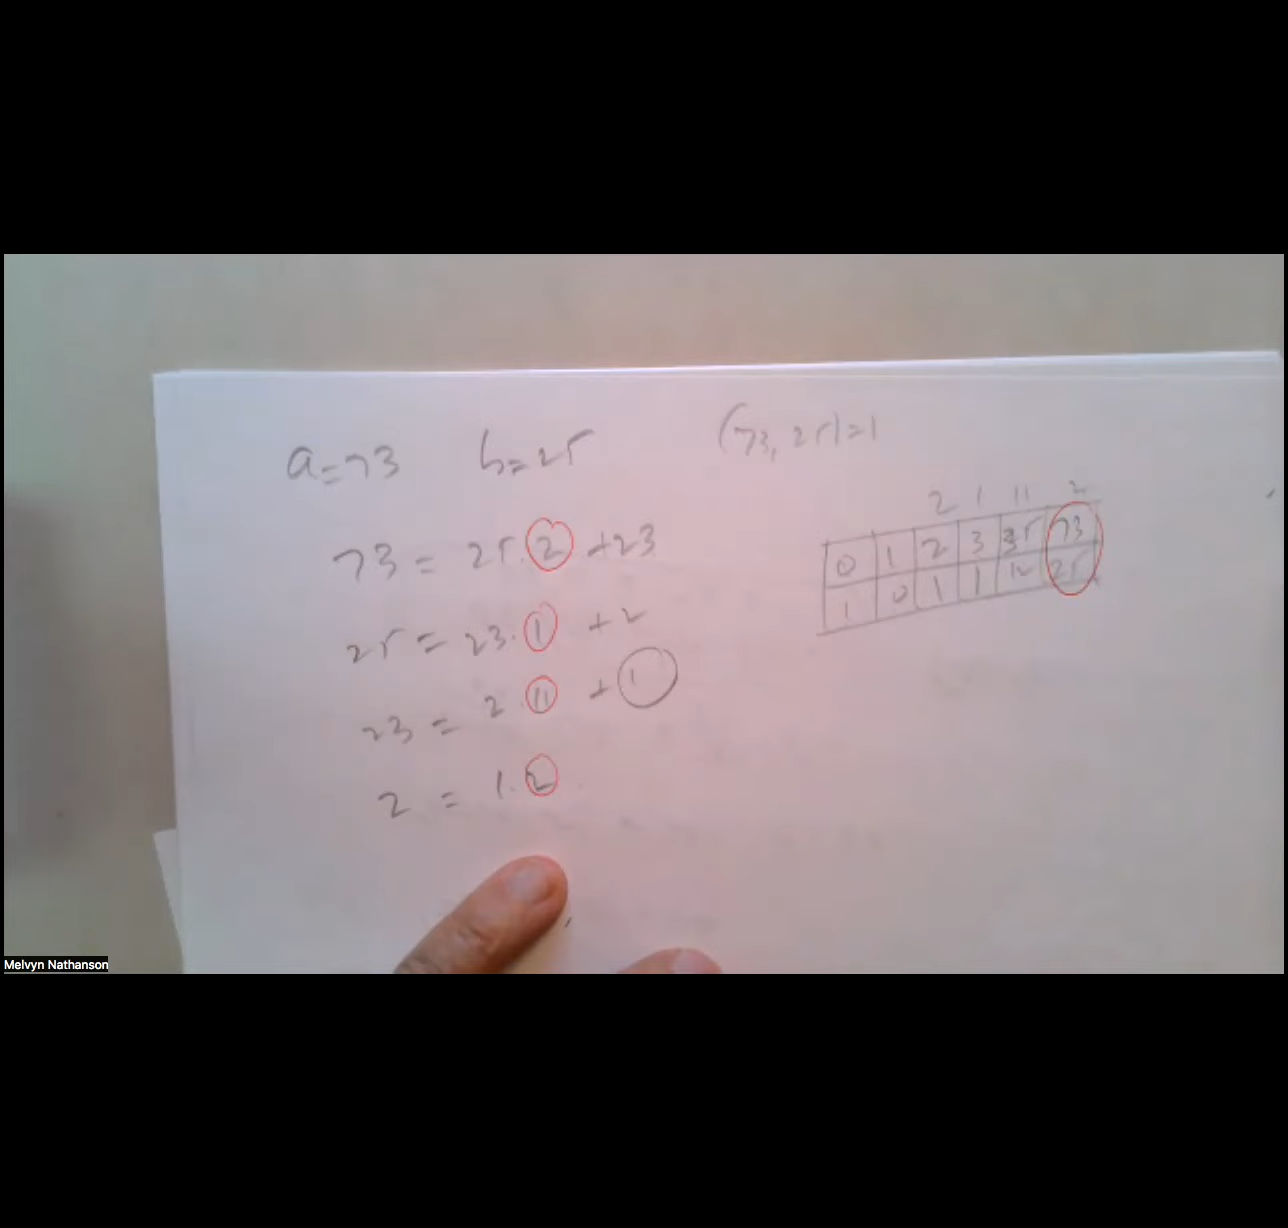 a=73 b=25 (73, 25)=1
73 = 25.2 +23
25 = 23.1 +2
23 = 2.11 +1
2 = 1.2
2 1 11 2
0 1 2 3 35 73
1 0 1 1 12 25
Melvyn Nathanson